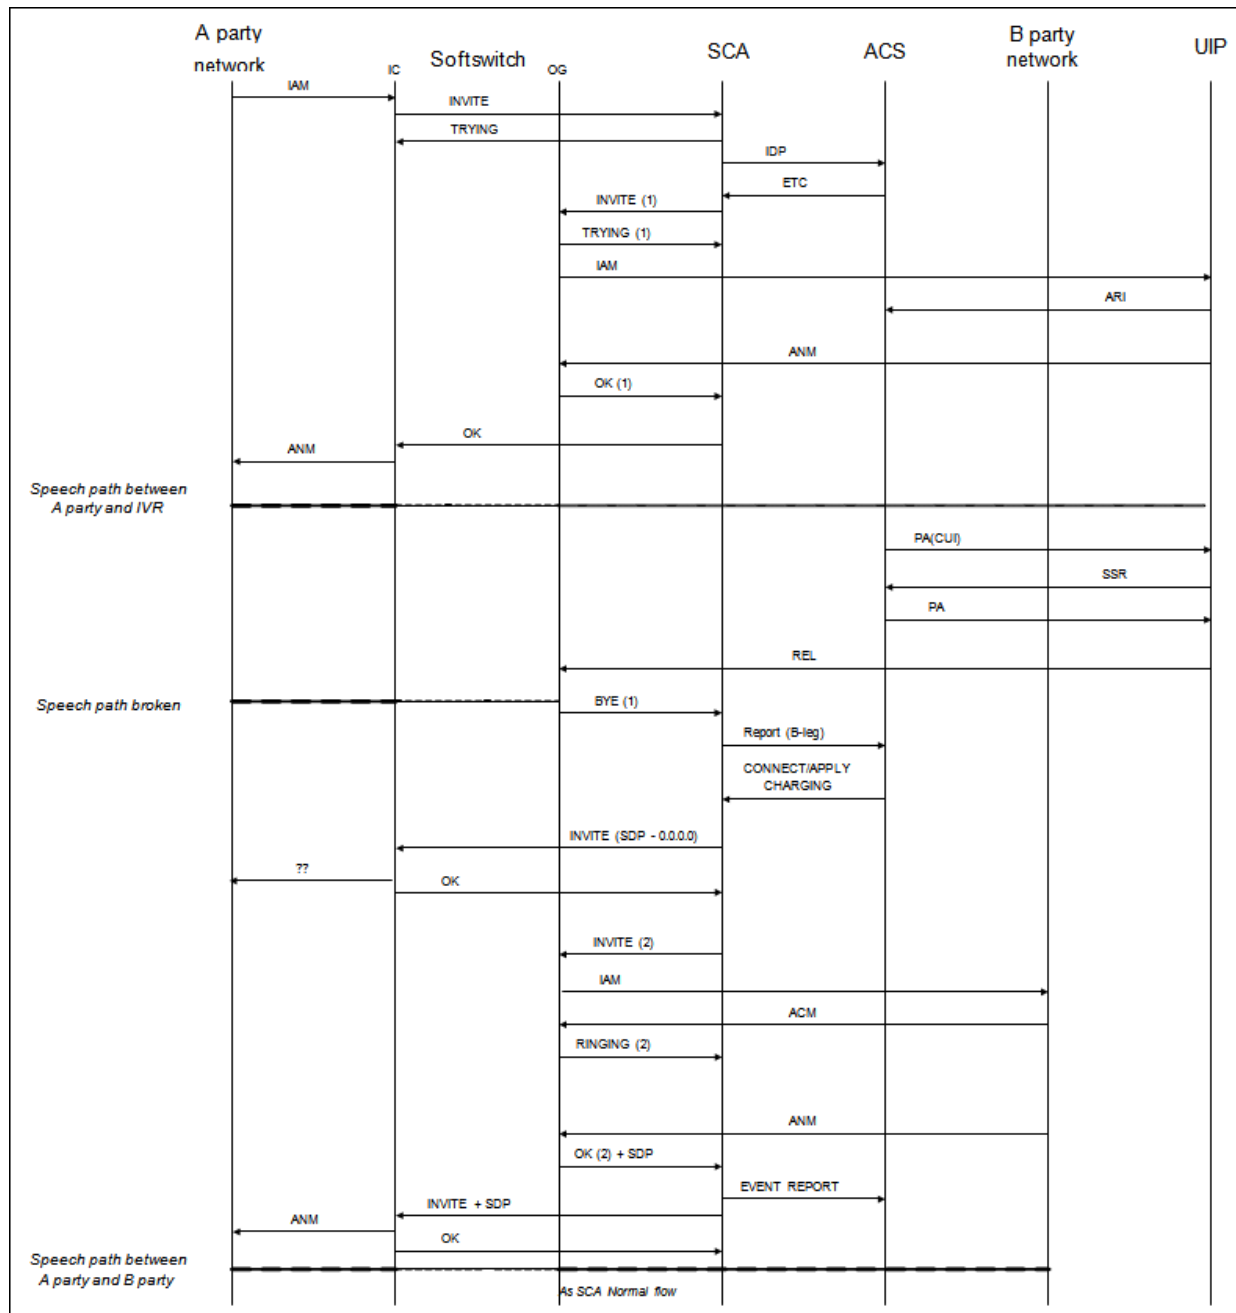 A party
network
IC
Softswitch
OG
SCA
ACS
B party
network
UIP
IAM
INVITE
TRYING
IDP
ETC
INVITE (1)
TRYING (1)
IAM
ARI
ANM
OK (1)
OK
ANM
Speech path between
A party and IVR
PA(CUI)
SSR
PA
REL
Speech path broken
BYE (1)
Report (B-leg)
CONNECT/APPLY
CHARGING
INVITE (SDP - 0.0.0.0)
??
OK
INVITE (2)
IAM
ACM
RINGING (2)
ANM
OK (2) + SDP
EVENT REPORT
INVITE + SDP
ANM
OK
Speech path between
A party and B party
As SCA Normal flow